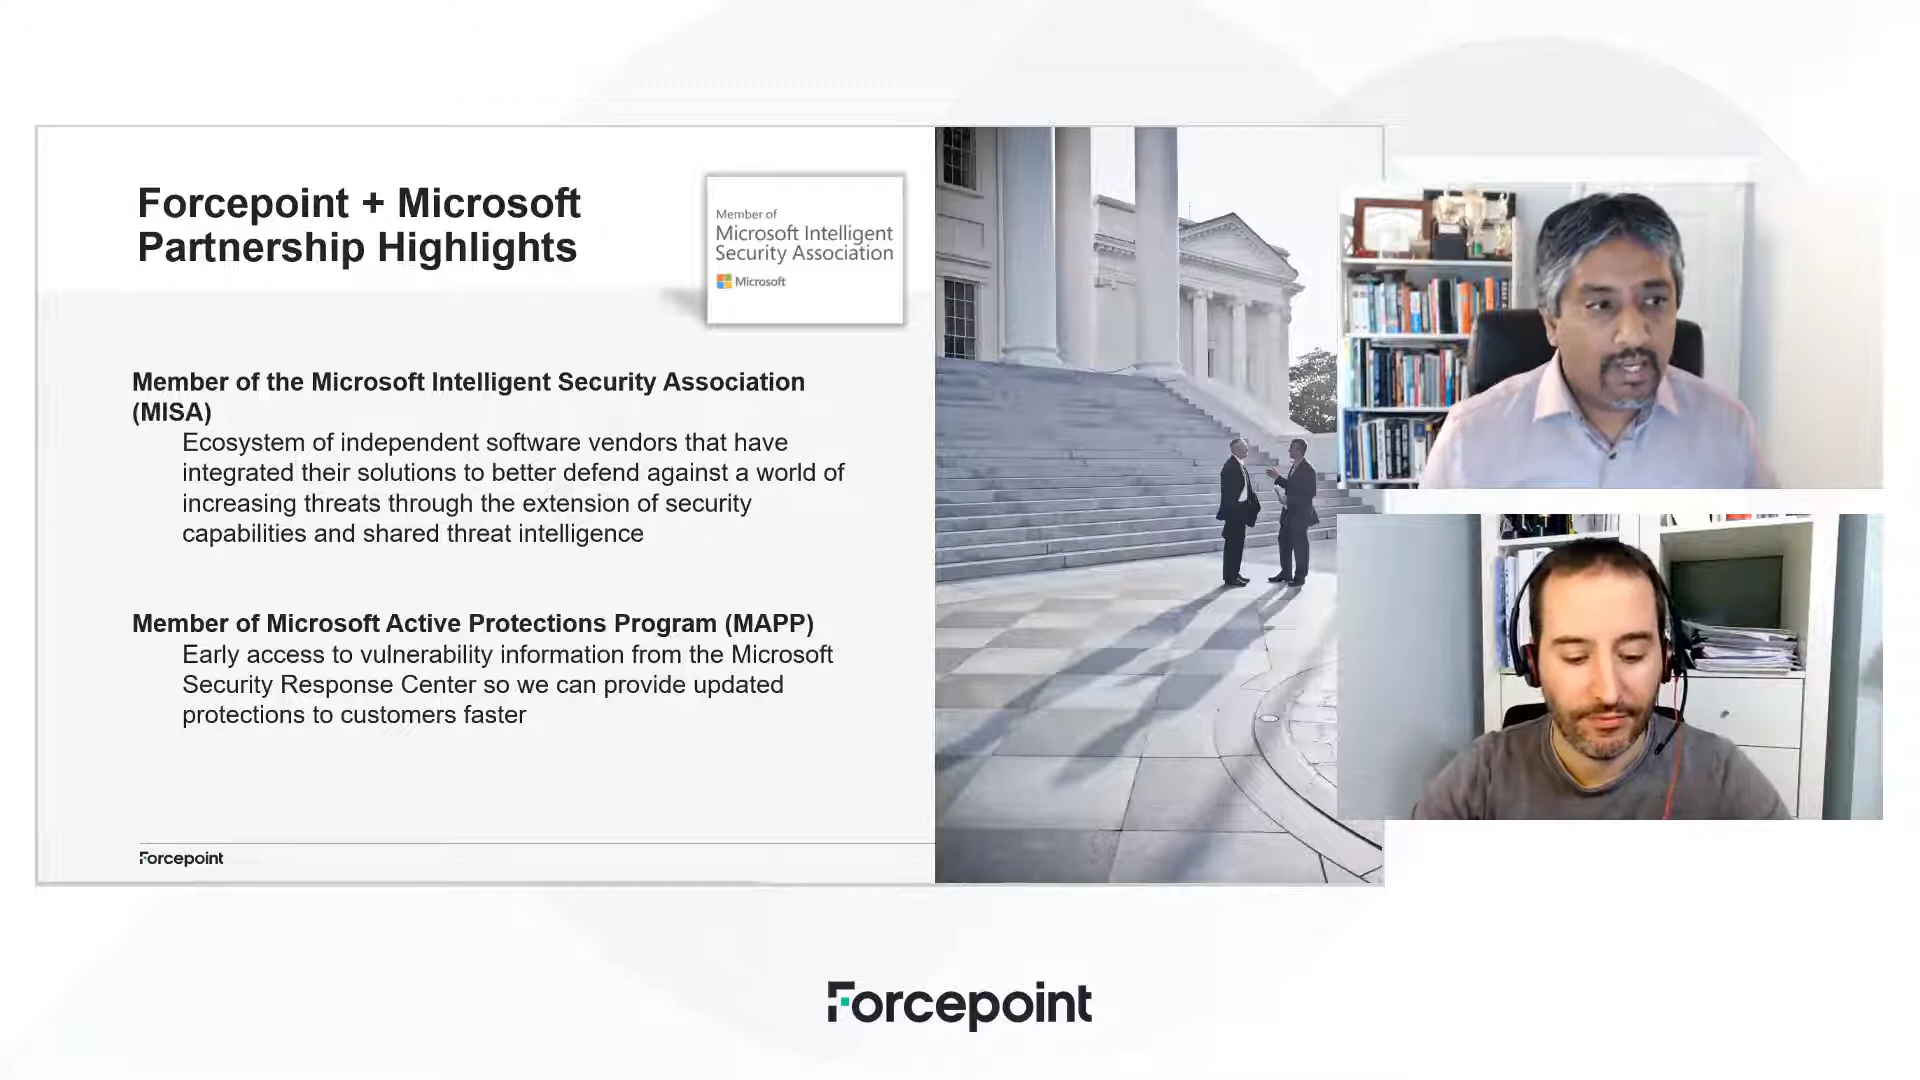 Forcepoint + Microsoft
Partnership Highlights
Member of
Microsoft Intelligent
Security Association
Microsoft
Member of the Microsoft Intelligent Security Association
(MISA)
Ecosystem of independent software vendors that have
integrated their solutions to better defend against a world of
increasing threats through the extension of security
capabilities and shared threat intelligence
Member of Microsoft Active Protections Program (MAPP)
Early access to vulnerability information from the Microsoft
Security Response Center so we can provide updated
protections to customers faster
Forcepoint
Forcepoint